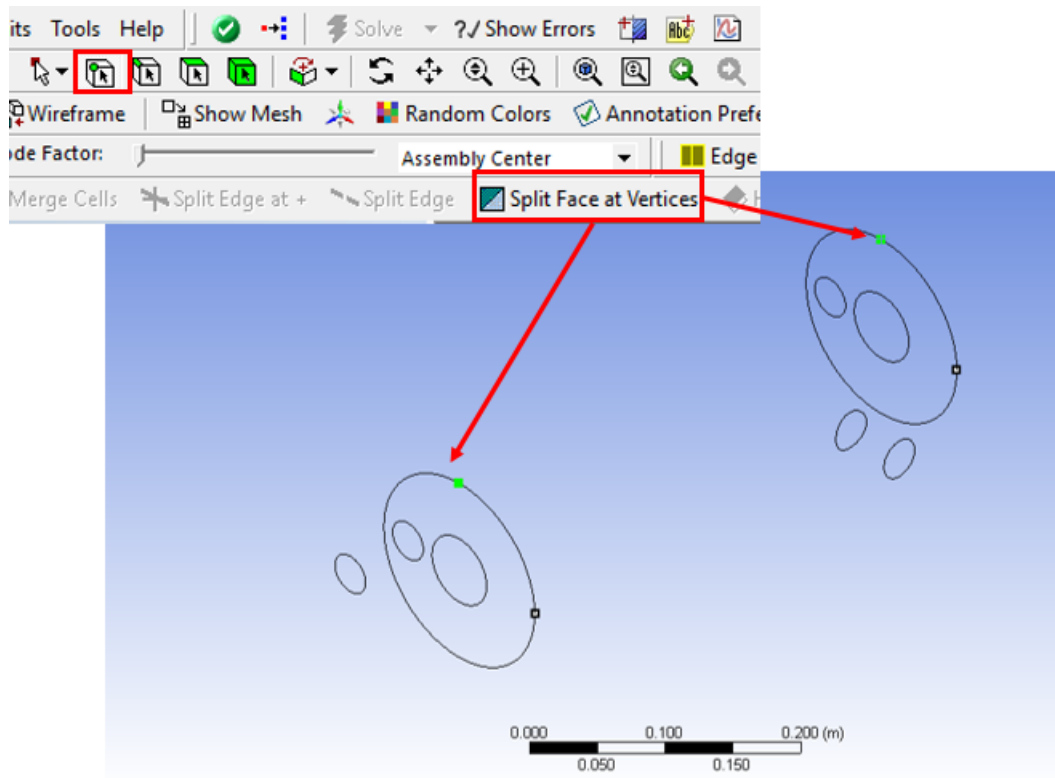 its Tools Help Solve ?/ Show Errors Abc
Wireframe Show Mesh Random Colors Annotation Prefe
ode Factor: Assembly Center Edge
Merge Cells Split Edge at + Split Edge Split Face at Vertices H
0.000 0.100 0.200 (m)
0.050 0.150